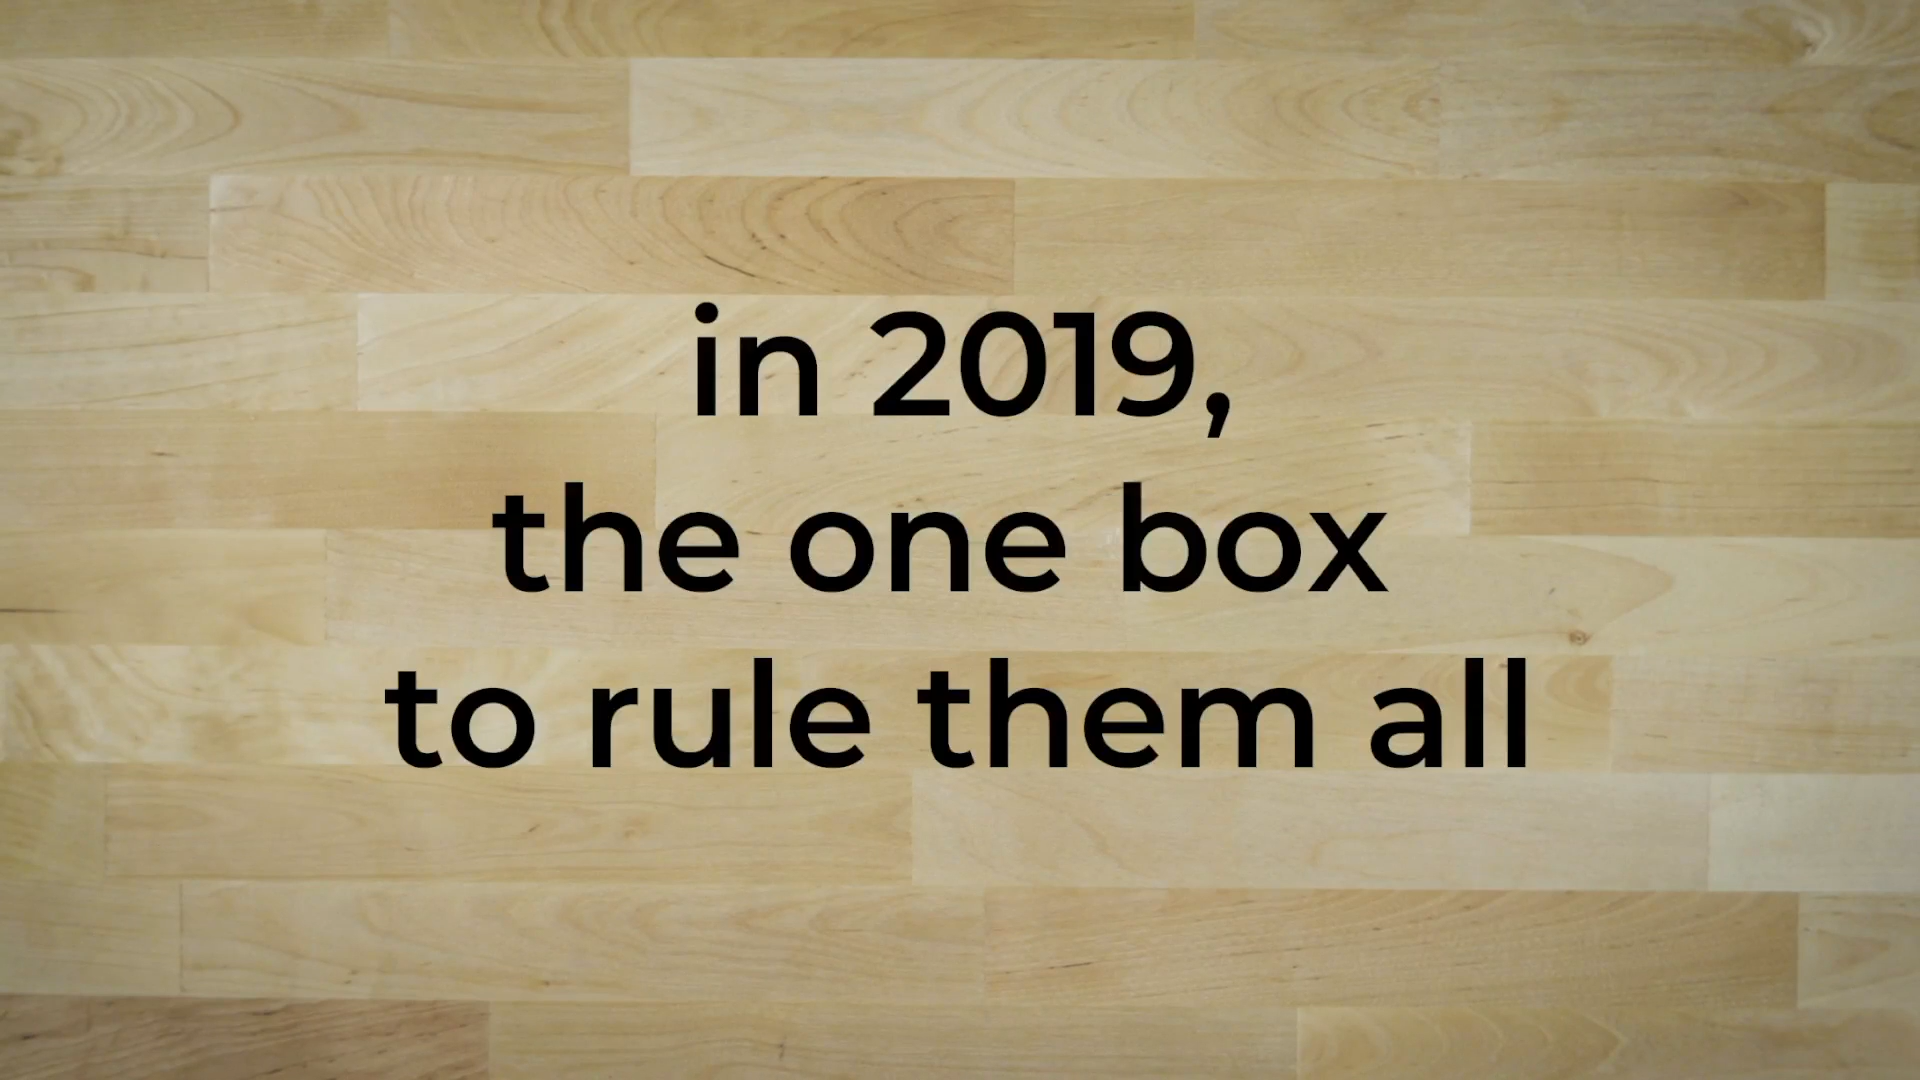 in 2019,
the one box
to rule them all